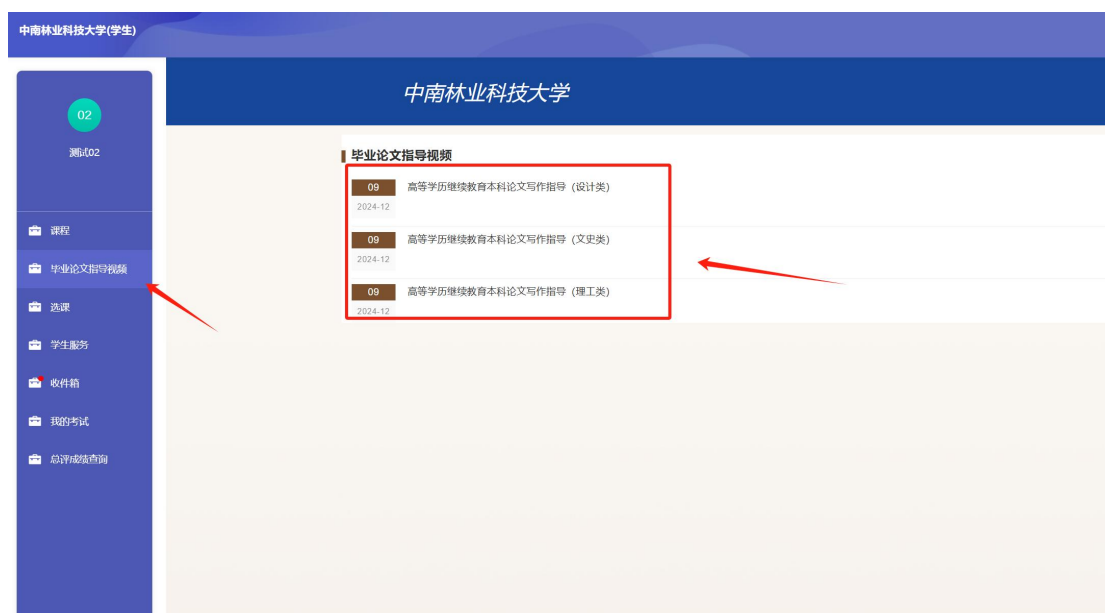 中南林业科技大学(学生)
中南林业科技大学
02
测试02
课程
毕业论文指导视频
选课
学生服务
收件箱
我的考试
总评成绩查询
毕业论文指导视频
09 高等学历继续教育本科论文写作指导（设计类）
2024-12
09 高等学历继续教育本科论文写作指导（文史类）
2024-12
09 高等学历继续教育本科论文写作指导（理工类）
2024-12